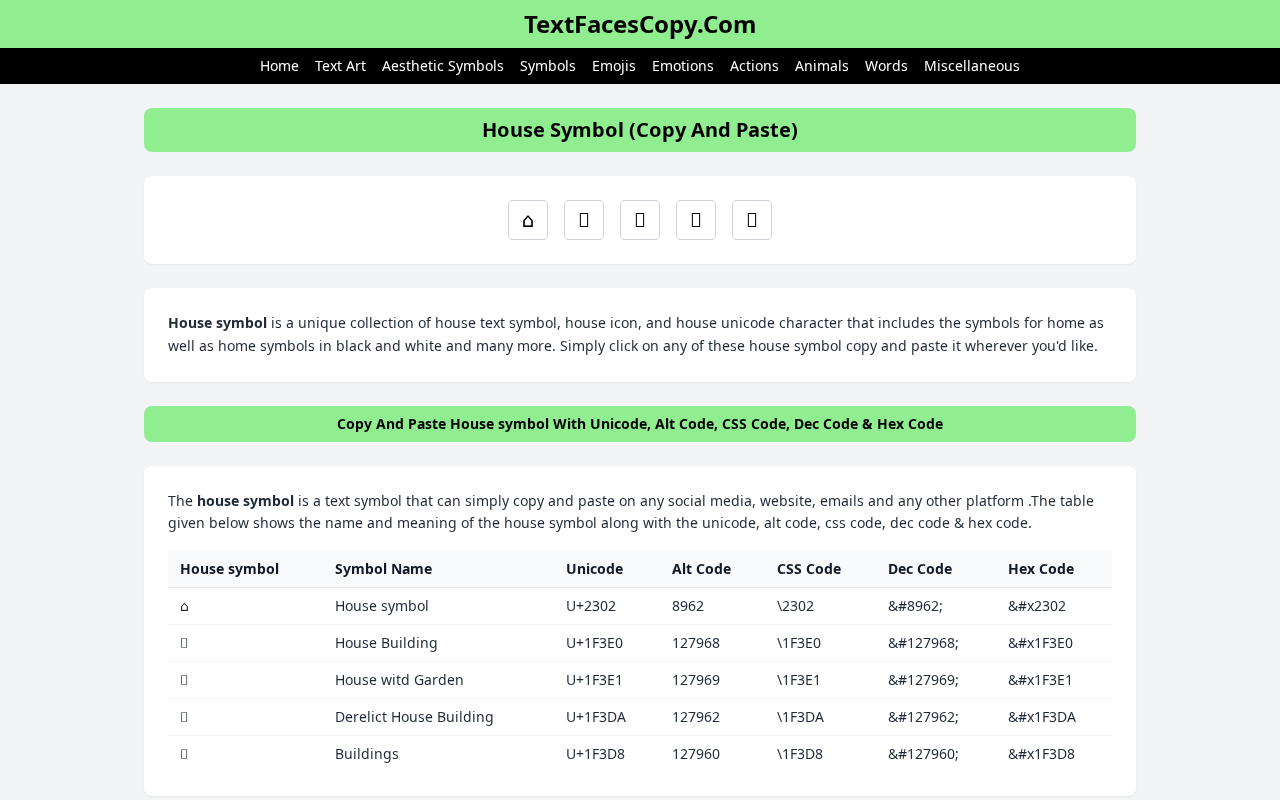 TextFacesCopy.Com
Home Text Art Aesthetic Symbols Symbols Emojis Emotions Actions Animals Words Miscellaneous
House Symbol (Copy And Paste)
⌂
House symbol is a unique collection of house text symbol, house icon, and house unicode character that includes the symbols for home as
well as home symbols in black and white and many more. Simply click on any of these house symbol copy and paste it wherever you'd like.
Copy And Paste House symbol With Unicode, Alt Code, CSS Code, Dec Code & Hex Code
The house symbol is a text symbol that can simply copy and paste on any social media, website, emails and any other platform .The table
given below shows the name and meaning of the house symbol along with the unicode, alt code, css code, dec code & hex code.
House symbol Symbol Name Unicode Alt Code CSS Code Dec Code Hex Code
⌂ House symbol U+2302 8962 \2302 &#8962; &#x2302
House Building U+1F3E0 127968 \1F3E0 &#127968; &#x1F3E0
House witd Garden U+1F3E1 127969 \1F3E1 &#127969; &#x1F3E1
Derelict House Building U+1F3DA 127962 \1F3DA &#127962; &#x1F3DA
Buildings U+1F3D8 127960 \1F3D8 &#127960; &#x1F3D8